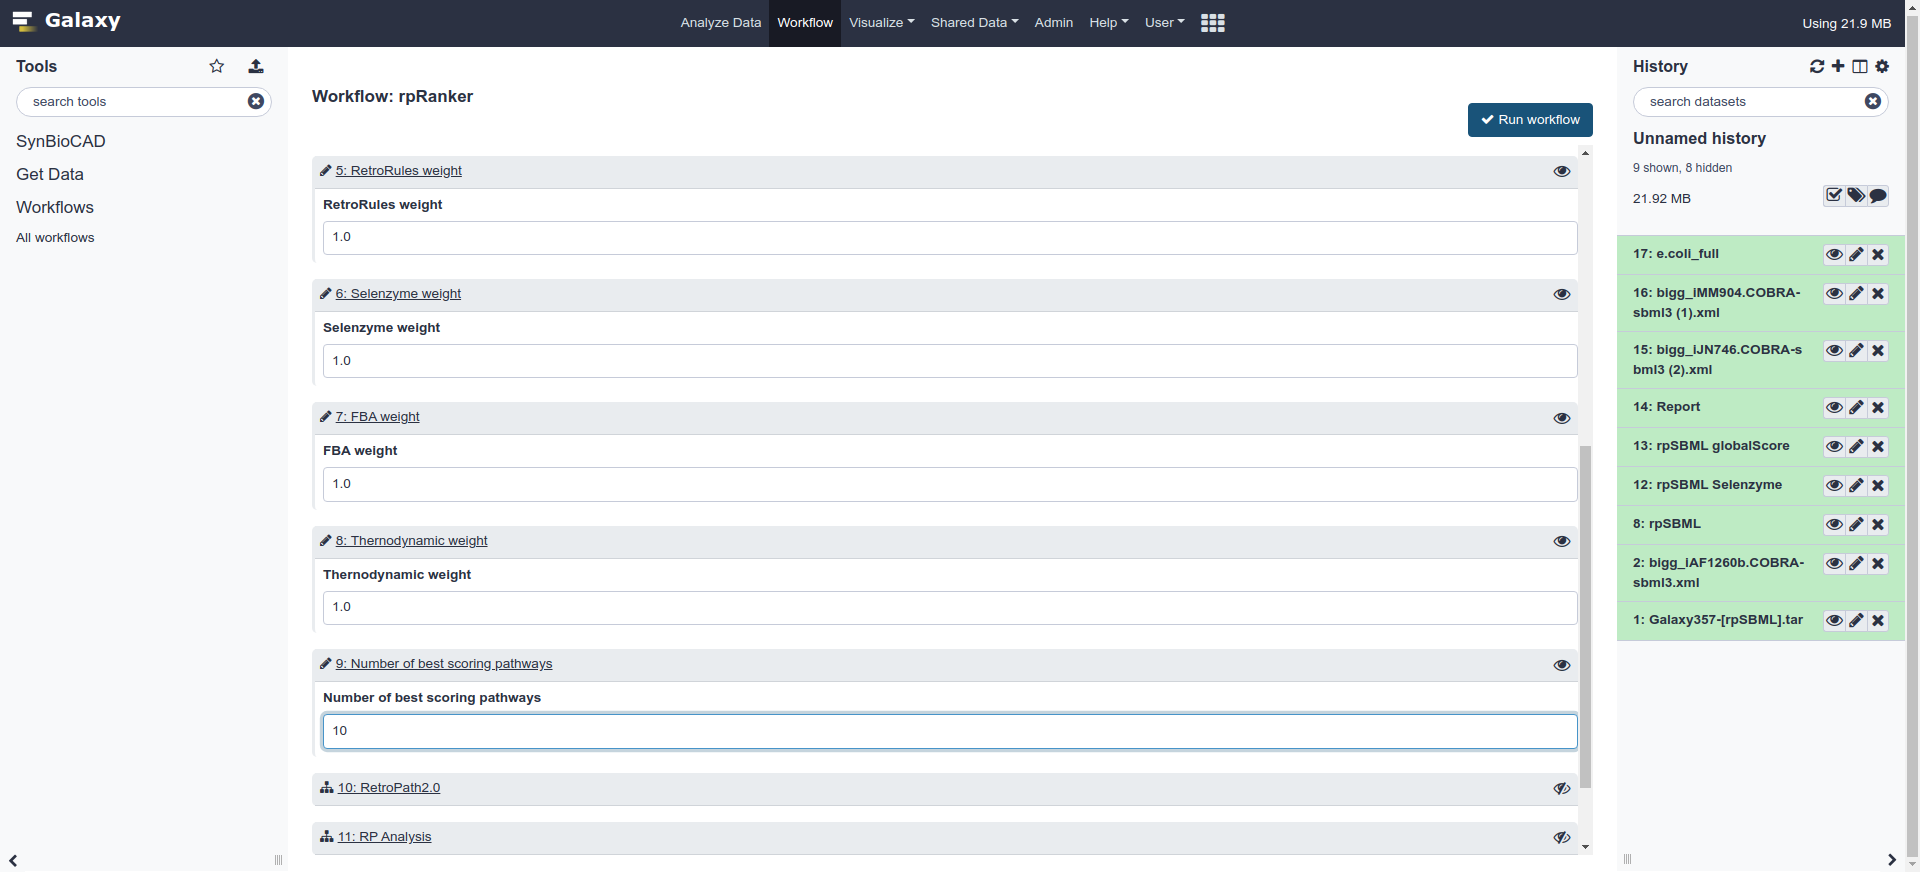 Galaxy
Analyze Data
Workflow
Visualize
Shared Data
Admin
Help
User
Using 21.9 MB
Tools
search tools
SynBioCAD
Get Data
Workflows
All workflows
Workflow: rpRanker
Run workflow
5: RetroRules weight
RetroRules weight
1.0
6: Selenzyme weight
Selenzyme weight
1.0
7: FBA weight
FBA weight
1.0
8: Thernodynamic weight
Thernodynamic weight
1.0
9: Number of best scoring pathways
Number of best scoring pathways
10
10: RetroPath2.0
11: RP Analysis
History
search datasets
Unnamed history
9 shown, 8 hidden
21.92 MB
17: e.coli_full
16: bigg_iMM904.COBRA-
sbml3 (1).xml
15: bigg_iJN746.COBRA-s
bml3 (2).xml
14: Report
13: rpSBML globalScore
12: rpSBML Selenzyme
8: rpSBML
2: bigg_iAF1260b.COBRA-
sbml3.xml
1: Galaxy357-[rpSBML].tar